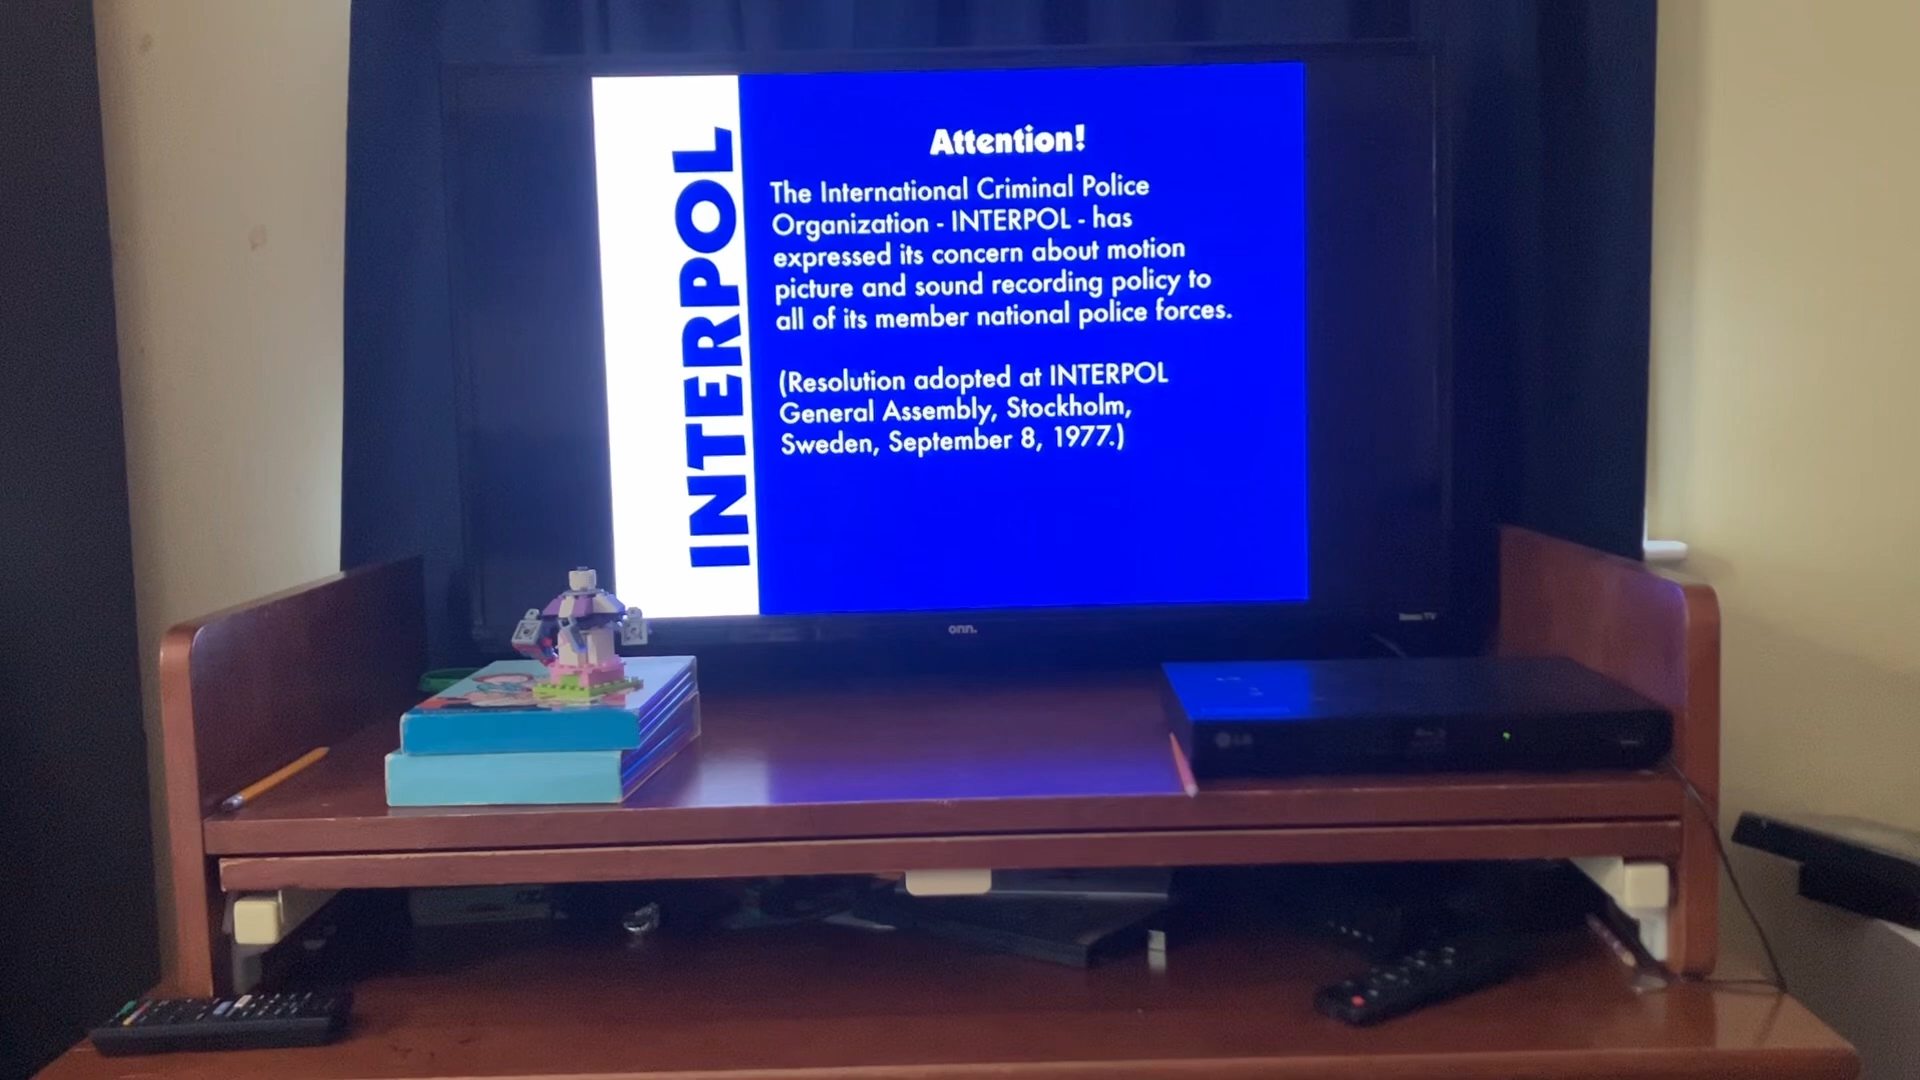 INTERPOL
Attention!
The International Criminal Police
Organization - INTERPOL - has
expressed its concern about motion
picture and sound recording policy to
all of its member national police forces.
(Resolution adopted at INTERPOL
General Assembly, Stockholm,
Sweden, September 8, 1977.)
onn.
Roku TV
LG